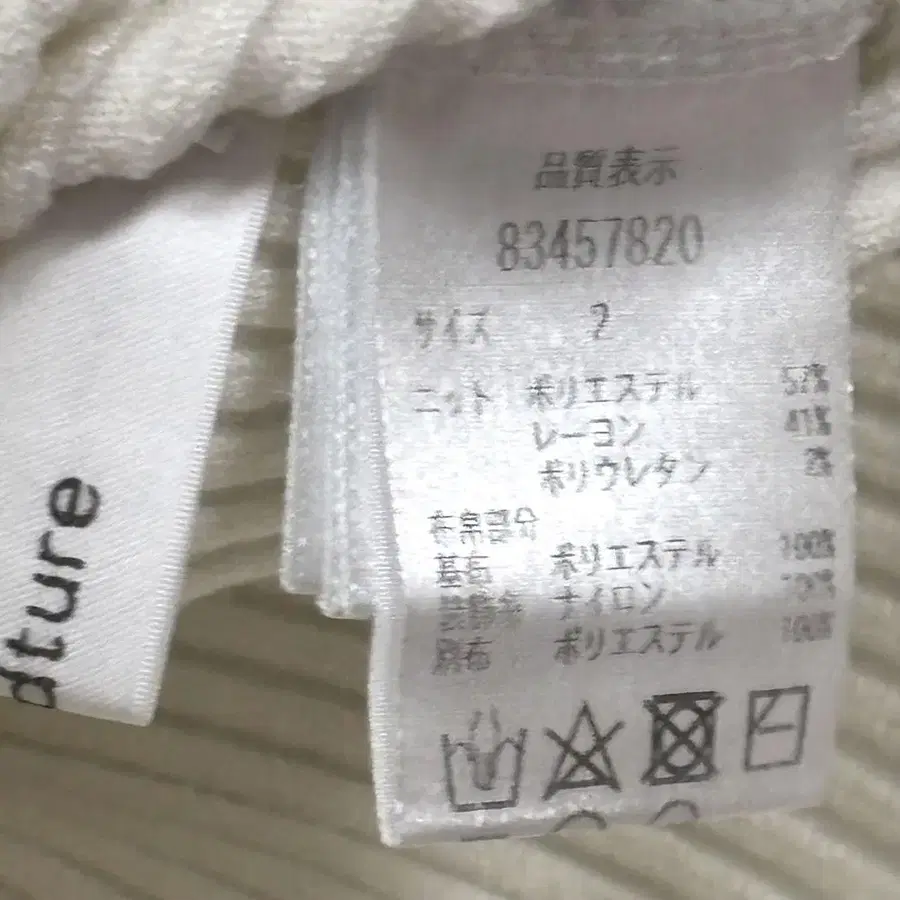 品質表示
83457820
サイズ 2
ニット ポリエステル 57%
レーヨン 41%
ポリウレタン 2%
布帛部分
基布 ポリエステル 100%
ナイロン
別布 ポリエステル 100%
ture